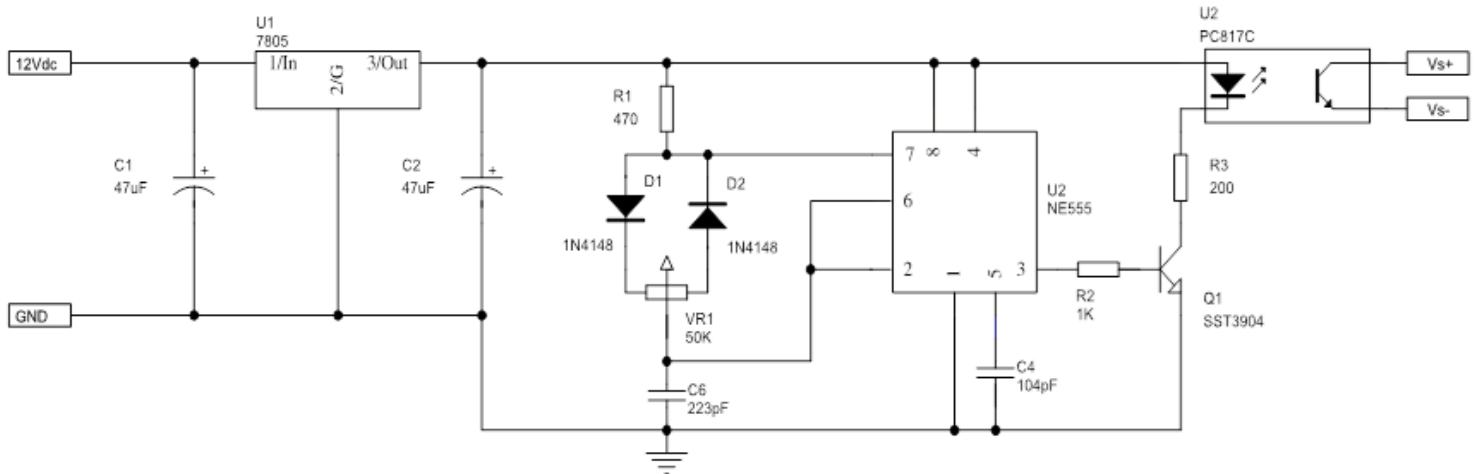 U1
7805
12Vdc
1/In
2/G
3/Out
GND
C1
47uF
C2
47uF
R1
470
D1
1N4148
D2
1N4148
VR1
50K
C6
223pF
7
6
2
8
4
1
5
3
U2
NE555
R2
1K
C4
104pF
Q1
SST3904
R3
200
U2
PC817C
Vs+
Vs-
+
+